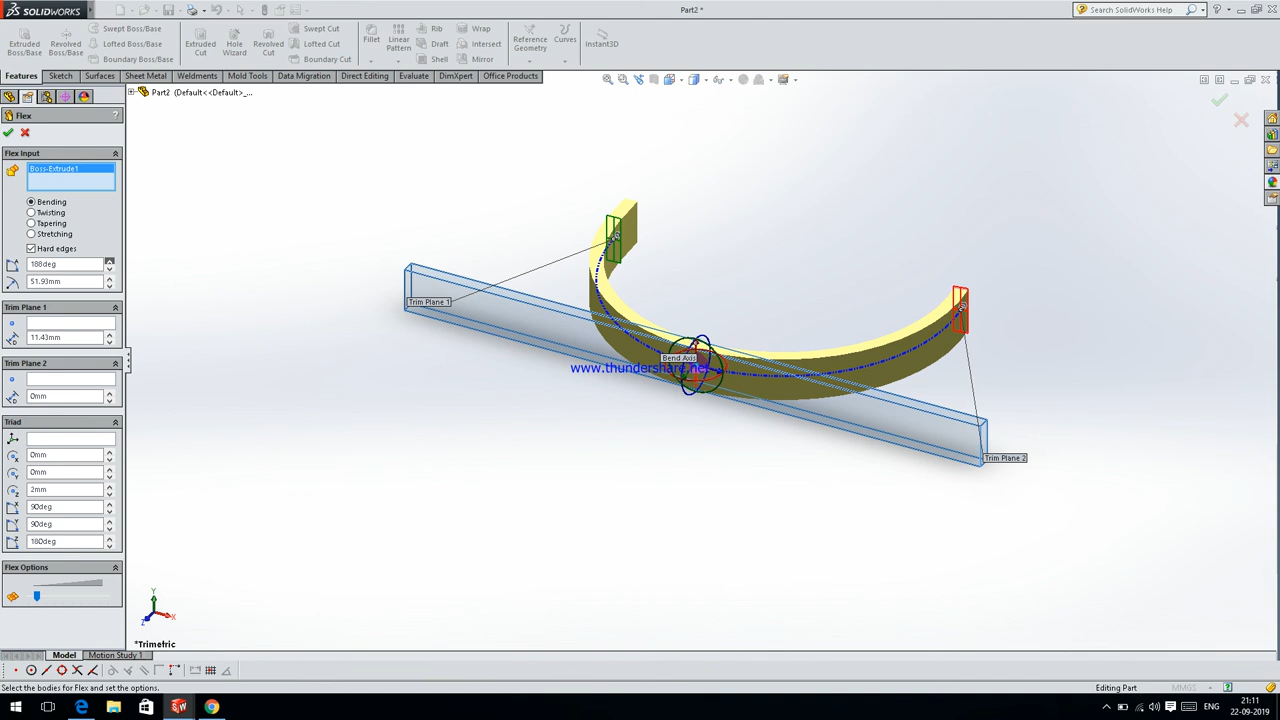 SOLIDWORKS
Part2 *
Search SolidWorks Help
Extruded Boss/Base
Revolved Boss/Base
Swept Boss/Base
Lofted Boss/Base
Boundary Boss/Base
Extruded Cut
Hole Wizard
Revolved Cut
Swept Cut
Lofted Cut
Boundary Cut
Fillet
Linear Pattern
Rib
Draft
Shell
Wrap
Intersect
Mirror
Reference Geometry
Curves
Instant3D
Features Sketch Surfaces Sheet Metal Weldments Mold Tools Data Migration Direct Editing Evaluate DimXpert Office Products
Part2 (Default<<Default>_...
Flex
?
Flex Input
Boss-Extrude1
Bending
Twisting
Tapering
Stretching
Hard edges
188deg
51.93mm
Trim Plane 1
11.43mm
Trim Plane 2
0mm
Triad
0mm
0mm
2mm
90deg
90deg
180deg
Flex Options
Trim Plane 1
Bend Axis
www.thundershare.net
Trim Plane 2
Y
X
Z
*Trimetric
Model Motion Study 1
Select the bodies for Flex and set the options.
Editing Part
MMGS
ENG
21:11
22-09-2019